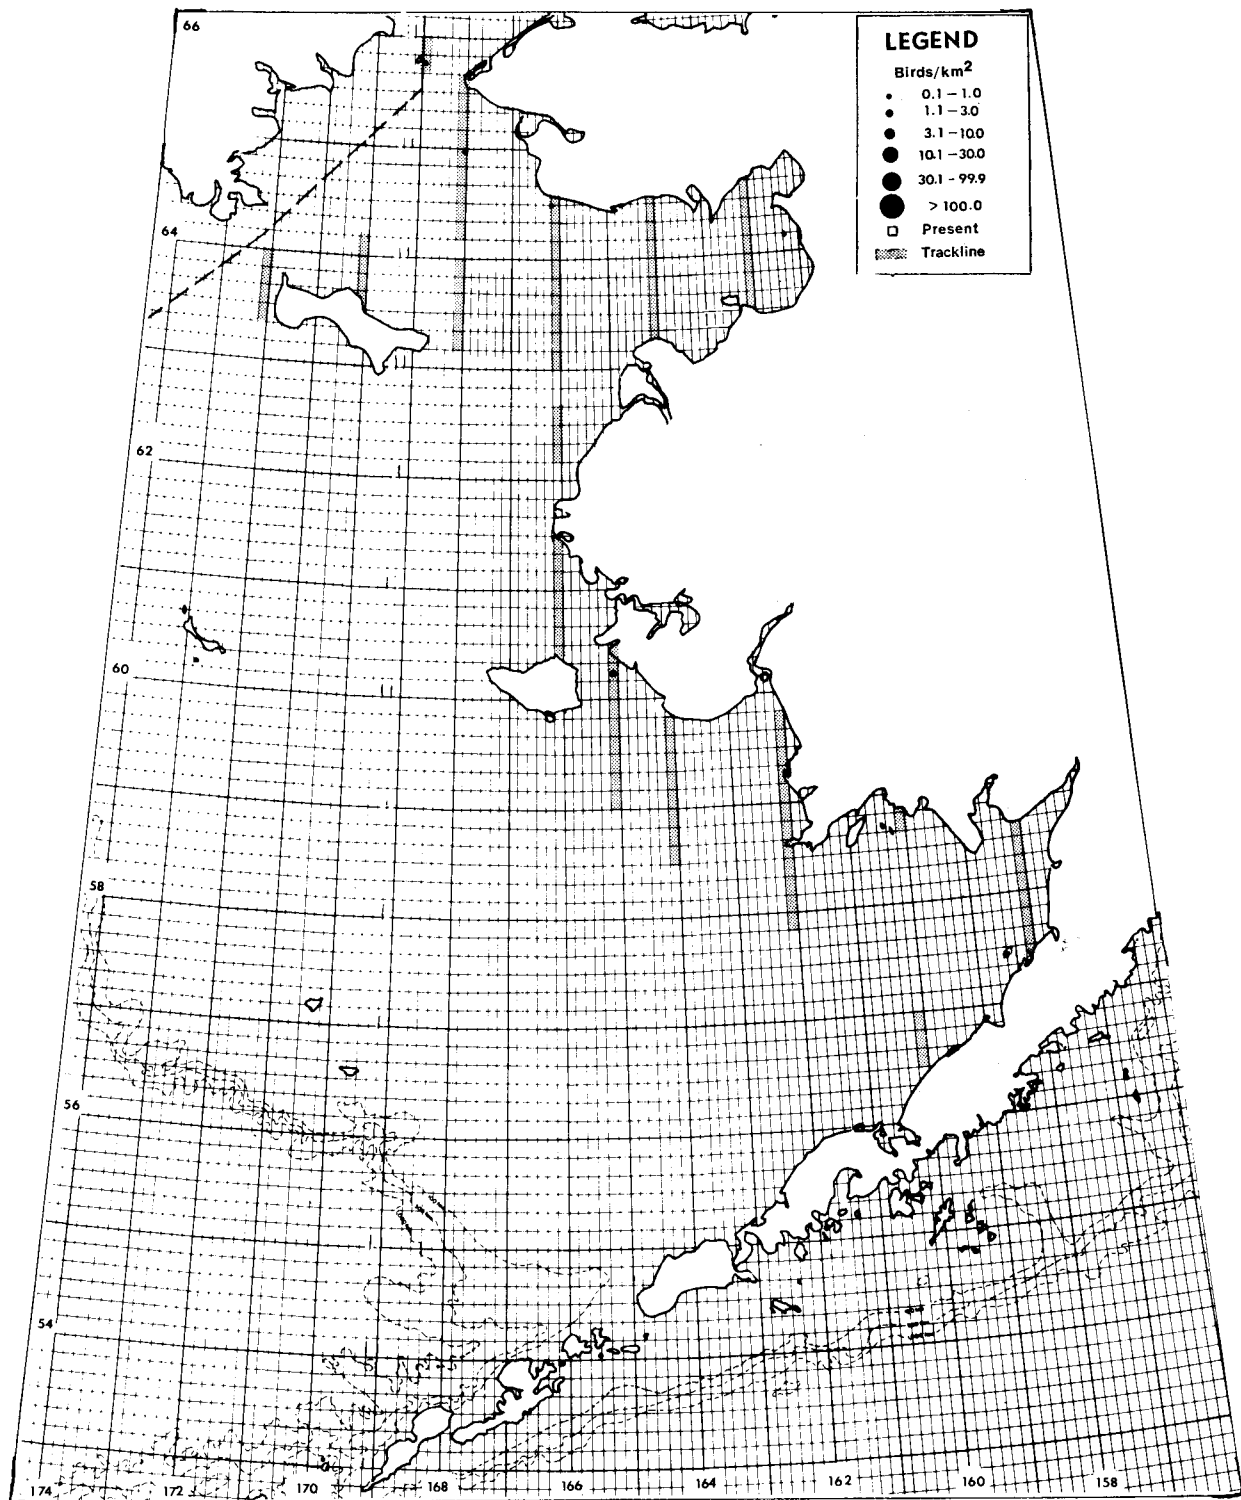 66
LEGEND
Birds/km²
0.1 – 1.0
1.1 – 3.0
3.1 – 10.0
10.1 – 30.0
30.1 – 99.9
> 100.0
Present
Trackline
64
62
60
58
56
54
174 172 170 168 166 164 162 160 158